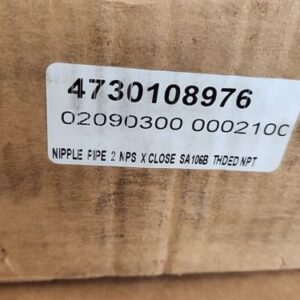 4730108976
02090300 000210C
NIPPLE PIPE 2 NPS X CLOSE SA106B THDED NPT